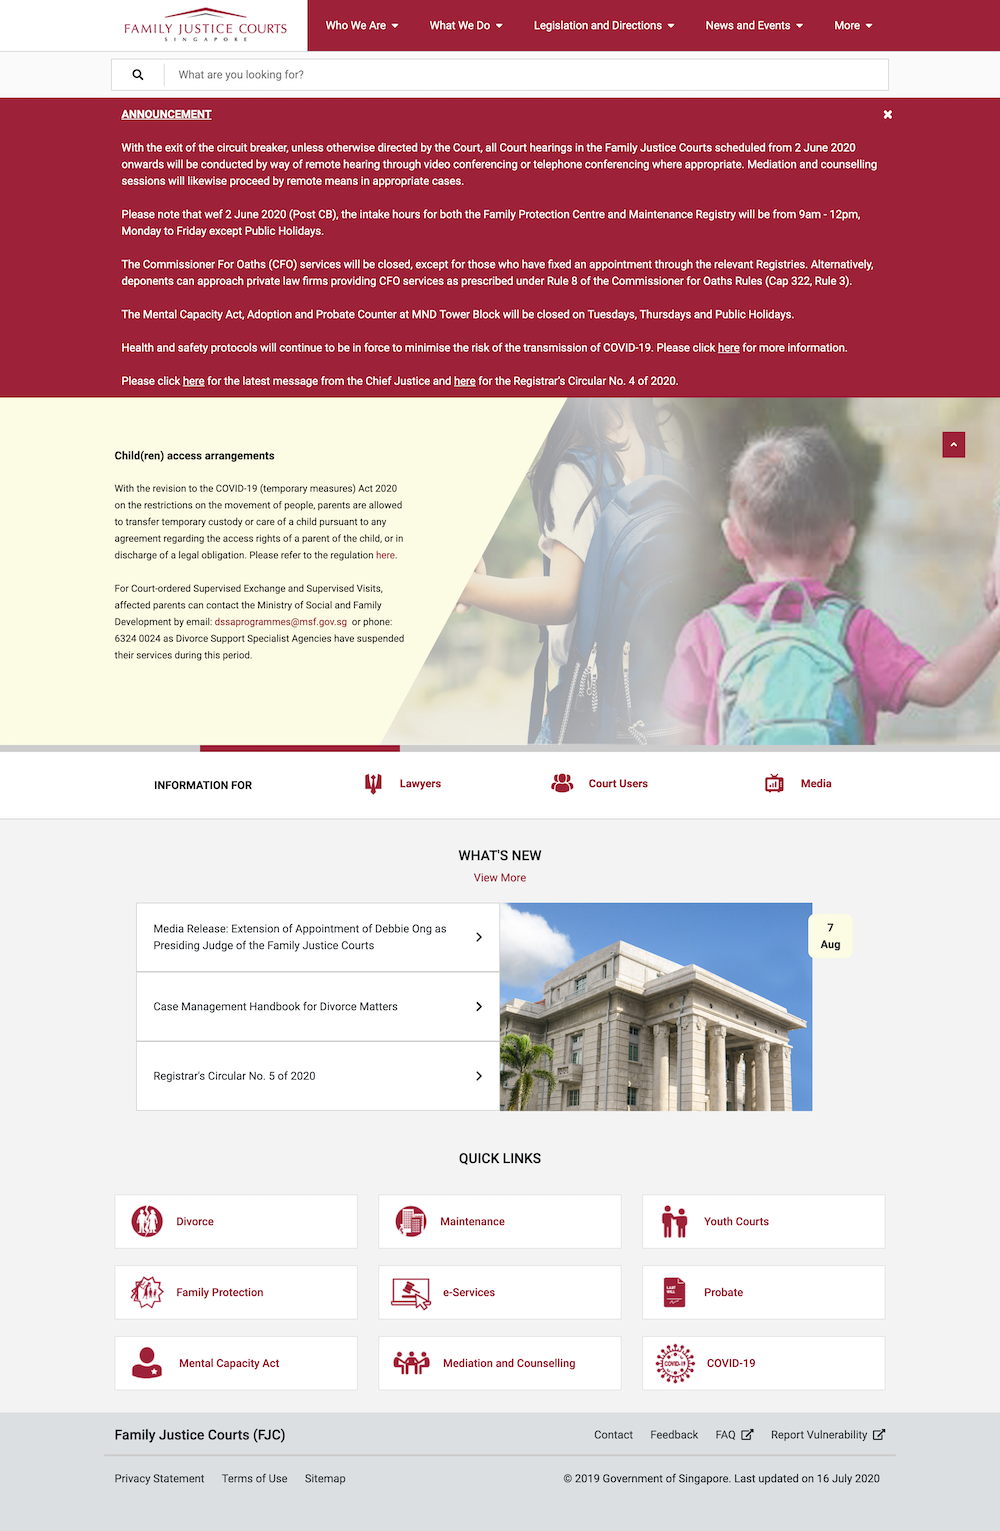 FAMILY JUSTICE COURTS
SINGAPORE
Who We Are
What We Do
Legislation and Directions
News and Events
More
What are you looking for?
ANNOUNCEMENT
With the exit of the circuit breaker, unless otherwise directed by the Court, all Court hearings in the Family Justice Courts scheduled from 2 June 2020
onwards will be conducted by way of remote hearing through video conferencing or telephone conferencing where appropriate. Mediation and counselling
sessions will likewise proceed by remote means in appropriate cases.
Please note that wef 2 June 2020 (Post CB), the intake hours for both the Family Protection Centre and Maintenance Registry will be from 9am - 12pm,
Monday to Friday except Public Holidays.
The Commissioner For Oaths (CFO) services will be closed, except for those who have fixed an appointment through the relevant Registries. Alternatively,
deponents can approach private law firms providing CFO services as prescribed under Rule 8 of the Commissioner for Oaths Rules (Cap 322, Rule 3).
The Mental Capacity Act, Adoption and Probate Counter at MND Tower Block will be closed on Tuesdays, Thursdays and Public Holidays.
Health and safety protocols will continue to be in force to minimise the risk of the transmission of COVID-19. Please click here for more information.
Please click here for the latest message from the Chief Justice and here for the Registrar's Circular No. 4 of 2020.
Child(ren) access arrangements
With the revision to the COVID-19 (temporary measures) Act 2020
on the restrictions on the movement of people, parents are allowed
to transfer temporary custody or care of a child pursuant to any
agreement regarding the access rights of a parent of the child, or in
discharge of a legal obligation. Please refer to the regulation here.
For Court-ordered Supervised Exchange and Supervised Visits,
affected parents can contact the Ministry of Social and Family
Development by email: dssaprogrammes@msf.gov.sg or phone:
6324 0024 as Divorce Support Specialist Agencies have suspended
their services during this period.
INFORMATION FOR
Lawyers
Court Users
Media
WHAT'S NEW
View More
Media Release: Extension of Appointment of Debbie Ong as
Presiding Judge of the Family Justice Courts
7
Aug
Case Management Handbook for Divorce Matters
Registrar's Circular No. 5 of 2020
QUICK LINKS
Divorce
Maintenance
Youth Courts
Family Protection
e-Services
LAST
WILL
Probate
Mental Capacity Act
Mediation and Counselling
COVID-19
COVID-19
Family Justice Courts (FJC)
Contact
Feedback
FAQ
Report Vulnerability
Privacy Statement
Terms of Use
Sitemap
© 2019 Government of Singapore. Last updated on 16 July 2020